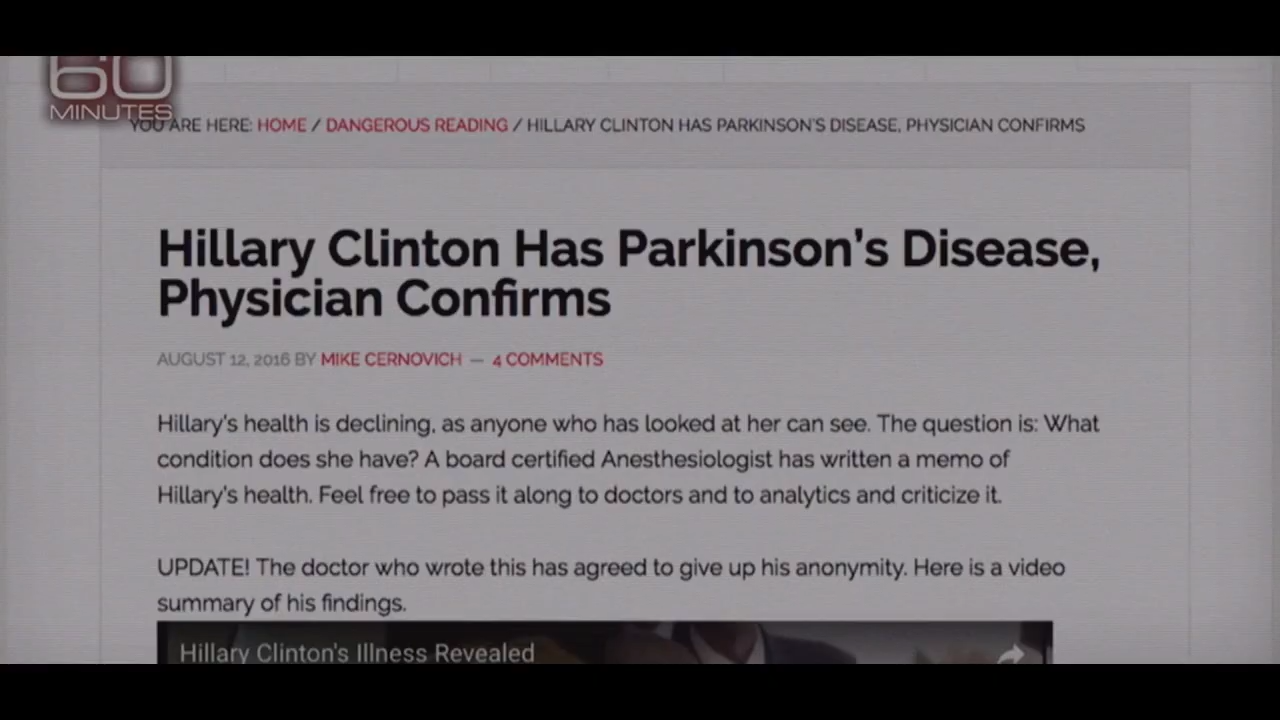 60
MINUTES
YOU ARE HERE: HOME / DANGEROUS READING / HILLARY CLINTON HAS PARKINSON'S DISEASE, PHYSICIAN CONFIRMS
Hillary Clinton Has Parkinson's Disease,
Physician Confirms
AUGUST 12, 2016 BY MIKE CERNOVICH — 4 COMMENTS
Hillary's health is declining, as anyone who has looked at her can see. The question is: What
condition does she have? A board certified Anesthesiologist has written a memo of
Hillary's health. Feel free to pass it along to doctors and to analytics and criticize it.
UPDATE! The doctor who wrote this has agreed to give up his anonymity. Here is a video
summary of his findings.
Hillary Clinton's Illness Revealed